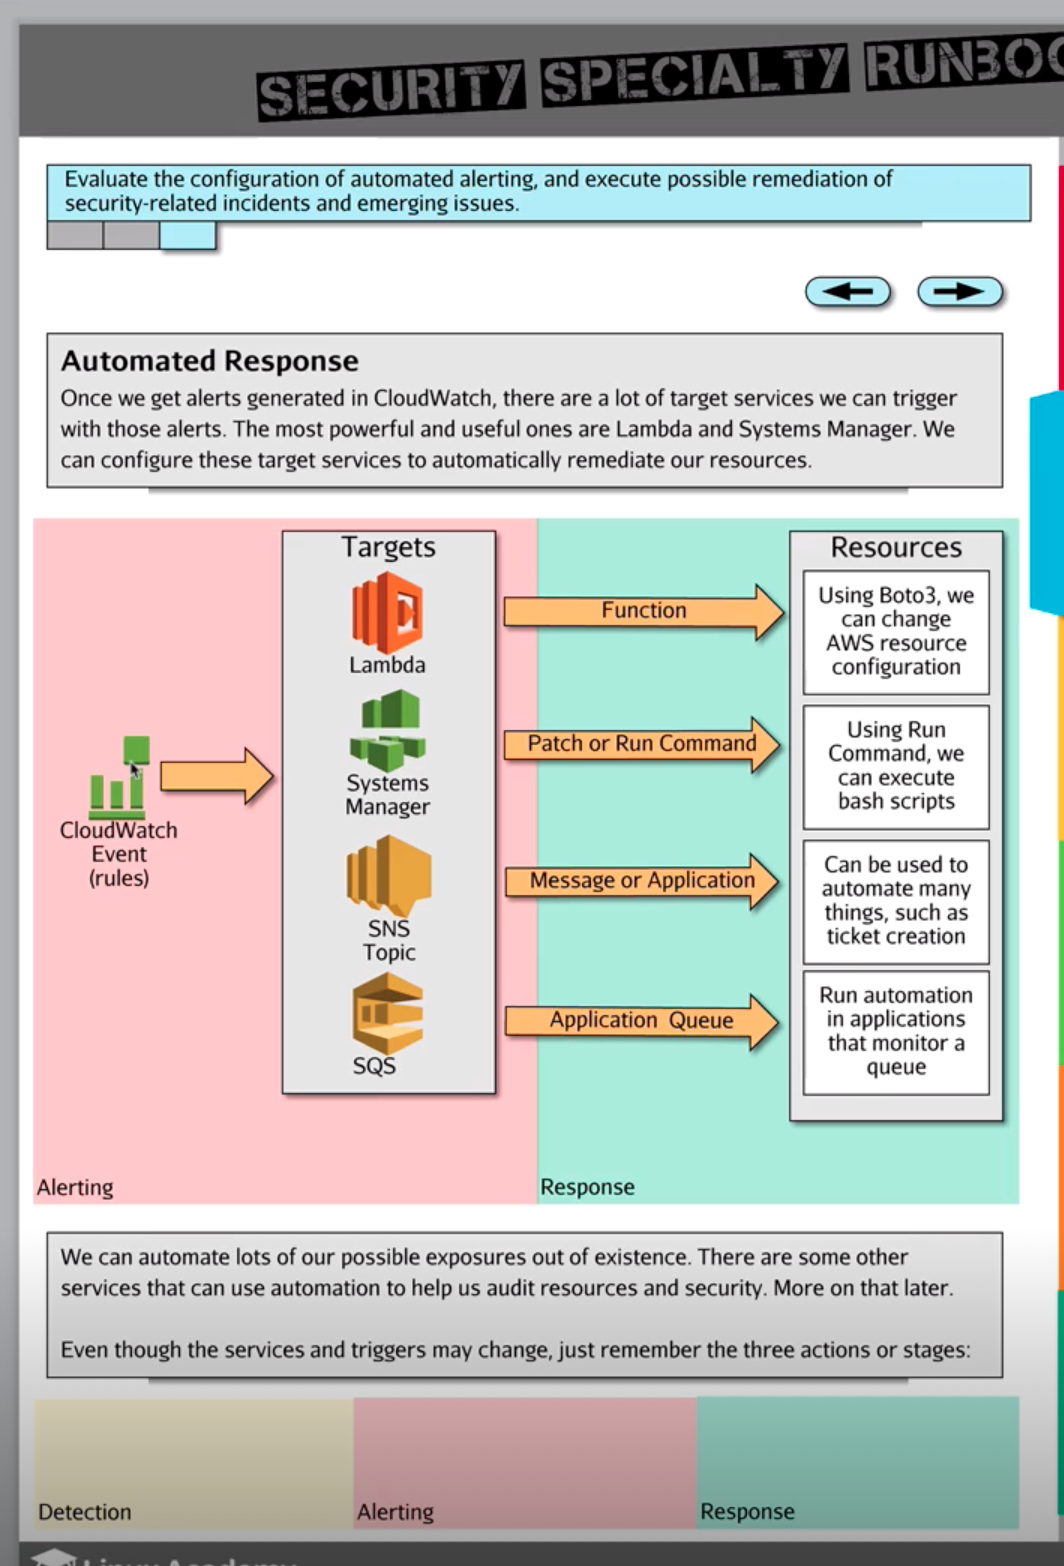 SECURITY SPECIALTY RUNBOO
Evaluate the configuration of automated alerting, and execute possible remediation of
security-related incidents and emerging issues.
Automated Response
Once we get alerts generated in CloudWatch, there are a lot of target services we can trigger
with those alerts. The most powerful and useful ones are Lambda and Systems Manager. We
can configure these target services to automatically remediate our resources.
Targets
Lambda
Systems
Manager
SNS
Topic
SQS
CloudWatch
Event
(rules)
Function
Patch or Run Command
Message or Application
Application Queue
Resources
Using Boto3, we
can change
AWS resource
configuration
Using Run
Command, we
can execute
bash scripts
Can be used to
automate many
things, such as
ticket creation
Run automation
in applications
that monitor a
queue
Alerting
Response
We can automate lots of our possible exposures out of existence. There are some other
services that can use automation to help us audit resources and security. More on that later.
Even though the services and triggers may change, just remember the three actions or stages:
Detection
Alerting
Response
Linux Academy